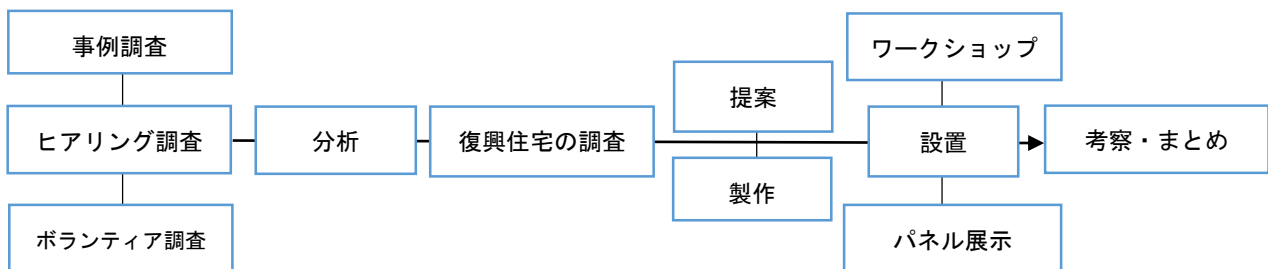 事例調査
ヒアリング調査
ボランティア調査
分析
復興住宅の調査
提案
製作
ワークショップ
設置
パネル展示
考察・まとめ